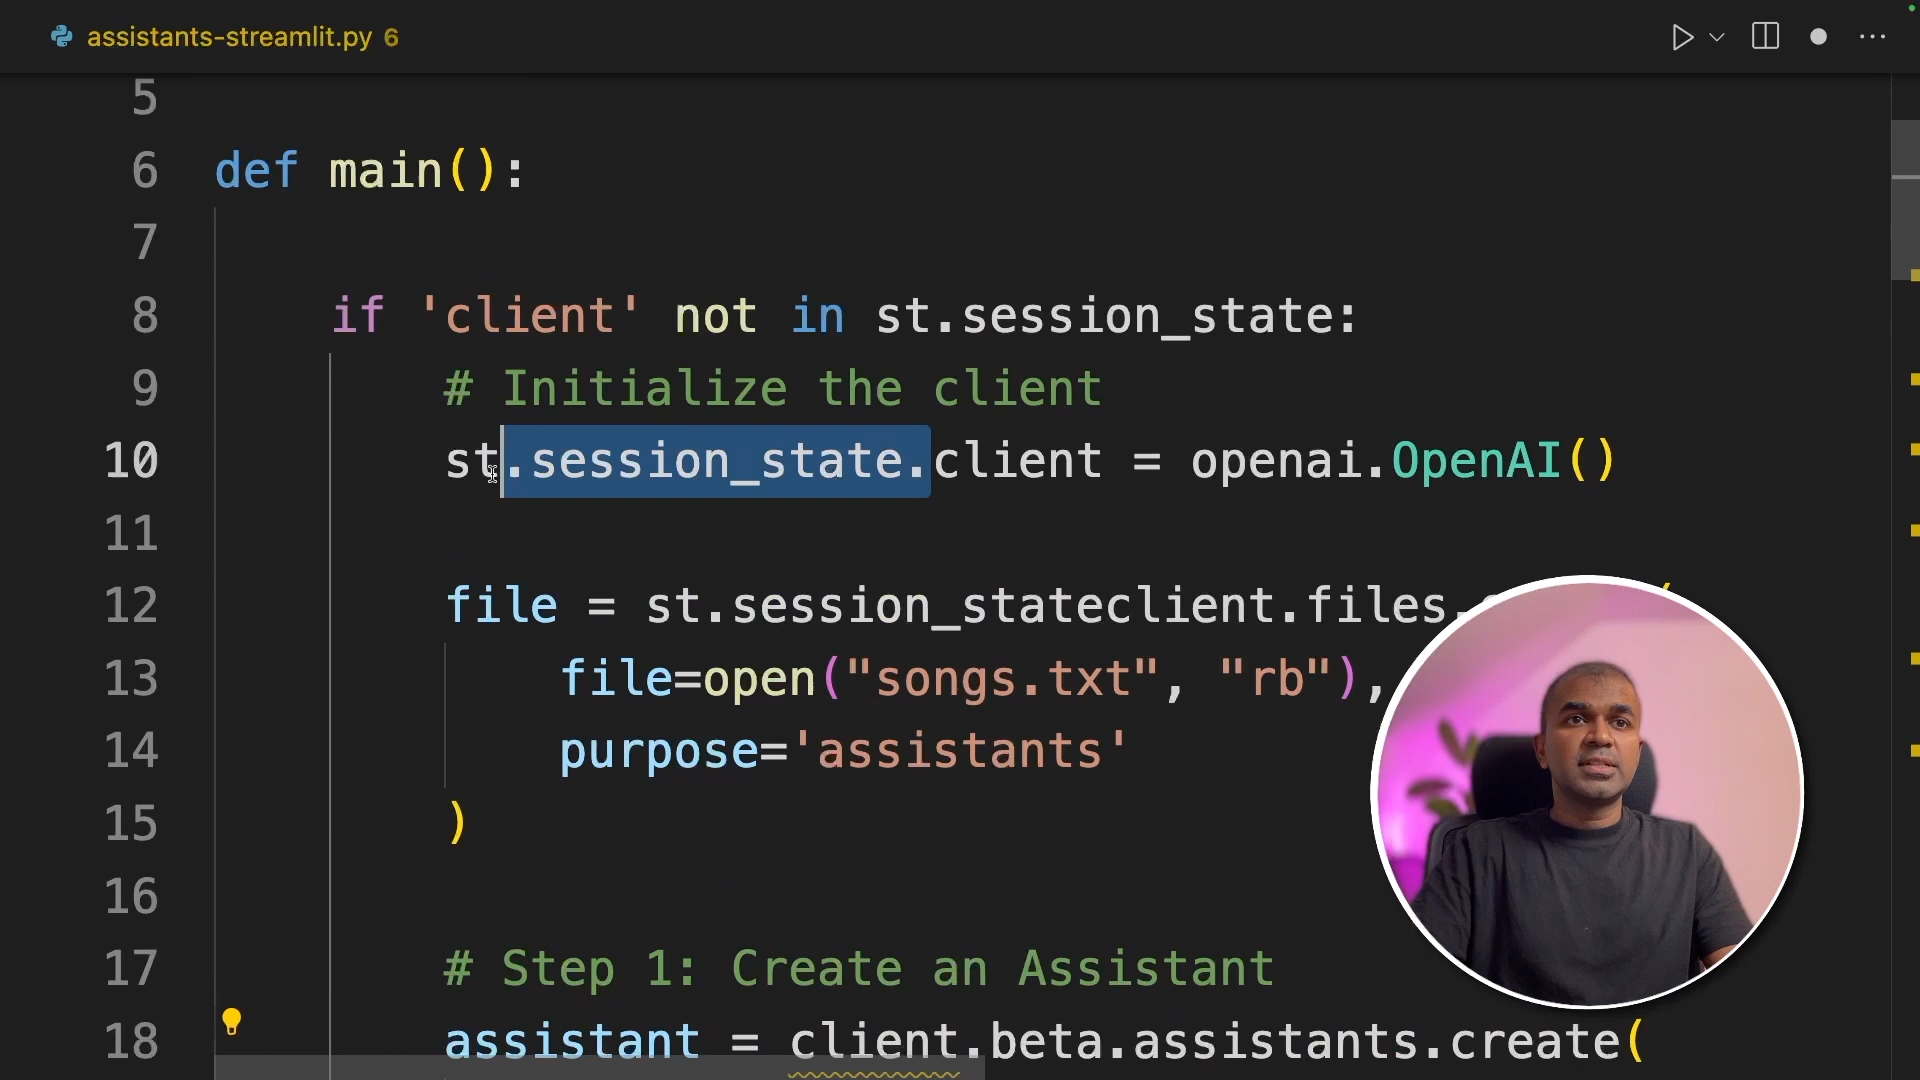 assistants-streamlit.py 6
5
6 def main():
7
8 if 'client' not in st.session_state:
9 # Initialize the client
10 st.session_state.client = openai.OpenAI()
11
12 file = st.session_stateclient.files.
13 file=open("songs.txt", "rb"),
14 purpose='assistants'
15 )
16
17 # Step 1: Create an Assistant
18 assistant = client.beta.assistants.create(